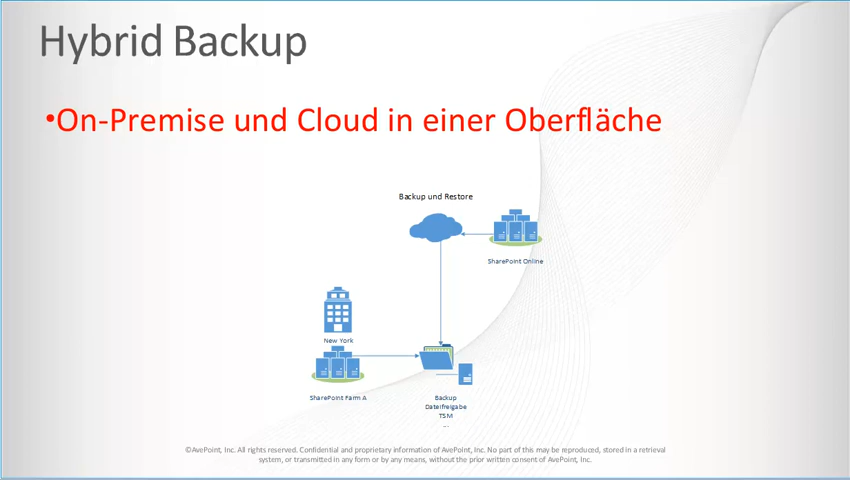 Hybrid Backup
•On-Premise und Cloud in einer Oberfläche
Backup und Restore
SharePoint Online
New York
SharePoint Farm A
Backup
Dateifreigabe
TSM
...
©AvePoint, Inc. All rights reserved. Confidential and proprietary information of AvePoint, Inc. No part of this may be reproduced, stored in a retrieval
system, or transmitted in any form or by any means, without the prior written consent of AvePoint, Inc.